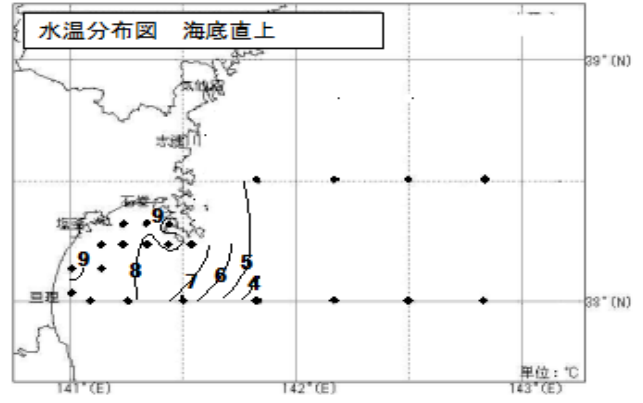 水温分布図 海底直上
39°(N)
気仙沼
志津川
石巻
9
塩釜
9
8
7
6
5
4
亘理
38°(N)
単位：℃
141°(E)
142°(E)
143°(E)